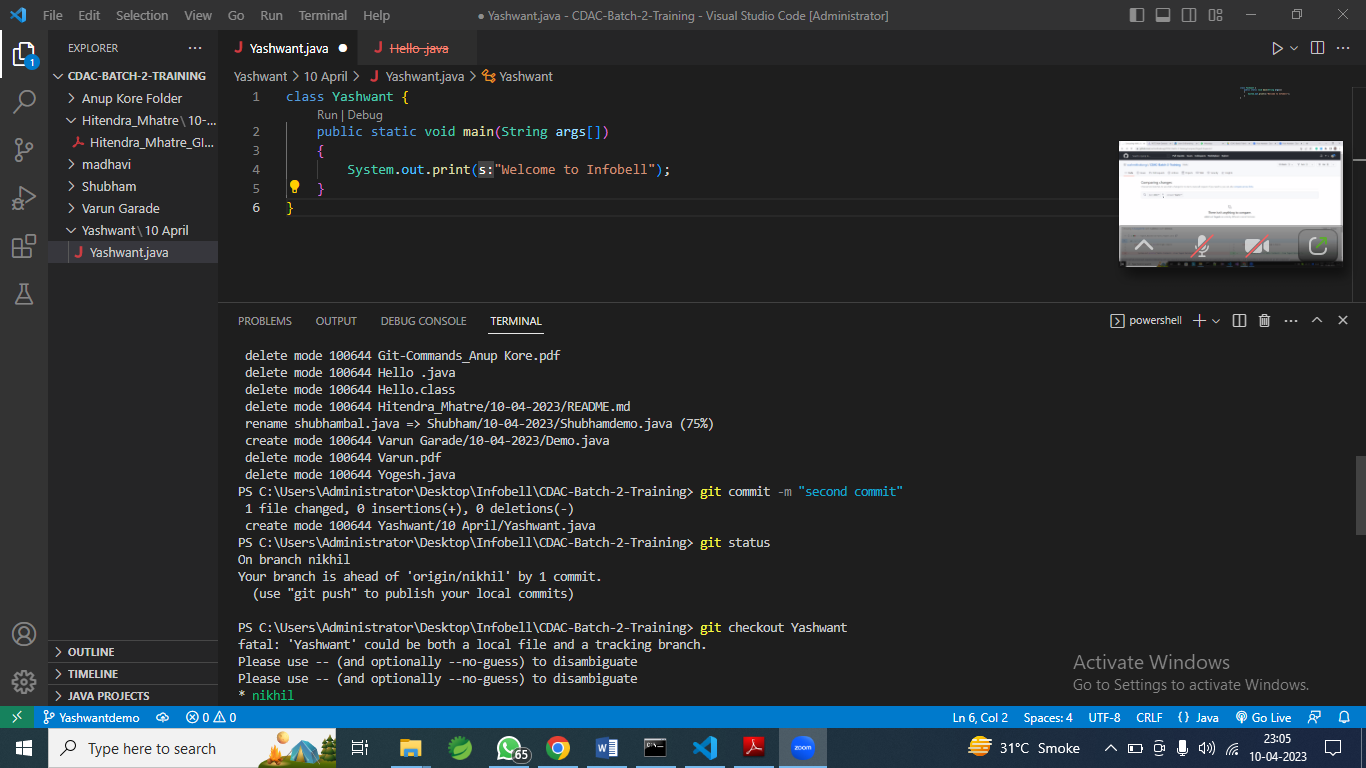 File Edit Selection View Go Run Terminal Help
● Yashwant.java - CDAC-Batch-2-Training - Visual Studio Code [Administrator]
EXPLORER
Yashwant.java
Hello .java
CDAC-BATCH-2-TRAINING
Yashwant > 10 April > Yashwant.java > Yashwant
Anup Kore Folder
Hitendra_Mhatre \ 10-...
Hitendra_Mhatre_GI...
madhavi
Shubham
Varun Garade
Yashwant \ 10 April
Yashwant.java
1 class Yashwant {
Run | Debug
2 public static void main(String args[])
3 {
4 System.out.print(s:"Welcome to Infobell");
5 }
6 }
PROBLEMS OUTPUT DEBUG CONSOLE TERMINAL
powershell
delete mode 100644 Git-Commands_Anup Kore.pdf
delete mode 100644 Hello .java
delete mode 100644 Hello.class
delete mode 100644 Hitendra_Mhatre/10-04-2023/README.md
rename shubhambal.java => Shubham/10-04-2023/Shubhamdemo.java (75%)
create mode 100644 Varun Garade/10-04-2023/Demo.java
delete mode 100644 Varun.pdf
delete mode 100644 Yogesh.java
PS C:\Users\Administrator\Desktop\Infobell\CDAC-Batch-2-Training> git commit -m "second commit"
1 file changed, 0 insertions(+), 0 deletions(-)
create mode 100644 Yashwant/10 April/Yashwant.java
PS C:\Users\Administrator\Desktop\Infobell\CDAC-Batch-2-Training> git status
On branch nikhil
Your branch is ahead of 'origin/nikhil' by 1 commit.
(use "git push" to publish your local commits)
PS C:\Users\Administrator\Desktop\Infobell\CDAC-Batch-2-Training> git checkout Yashwant
fatal: 'Yashwant' could be both a local file and a tracking branch.
Please use -- (and optionally --no-guess) to disambiguate
Please use -- (and optionally --no-guess) to disambiguate
* nikhil
OUTLINE
TIMELINE
JAVA PROJECTS
Activate Windows
Go to Settings to activate Windows.
Yashwantdemo 0 0
Ln 6, Col 2 Spaces: 4 UTF-8 CRLF {} Java Go Live
Type here to search
65
zoom
31°C Smoke
23:05
10-04-2023